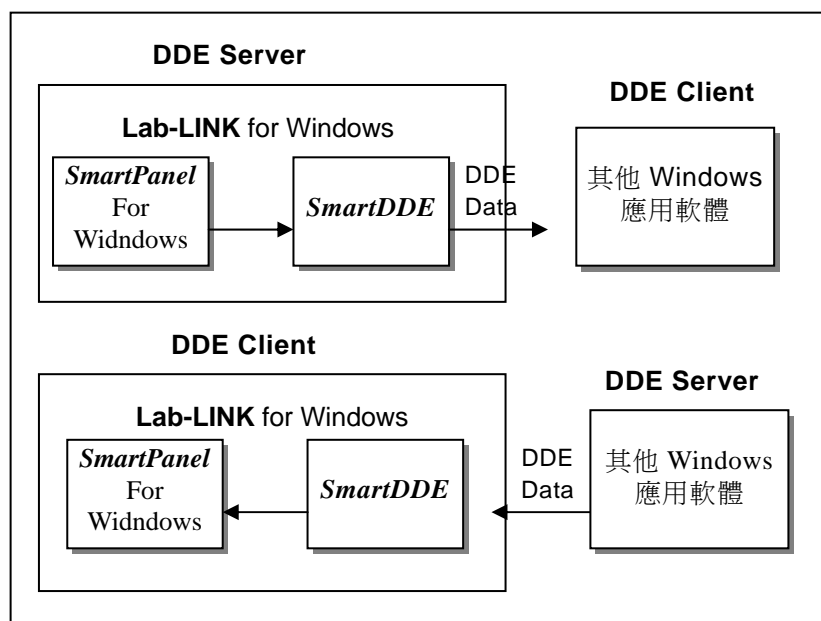 DDE Server
DDE Client
Lab-LINK for Windows
SmartPanel
For
Widndows
SmartDDE
DDE
Data
其他 Windows
應用軟體
DDE Client
DDE Server
Lab-LINK for Windows
SmartPanel
For
Widndows
SmartDDE
DDE
Data
其他 Windows
應用軟體